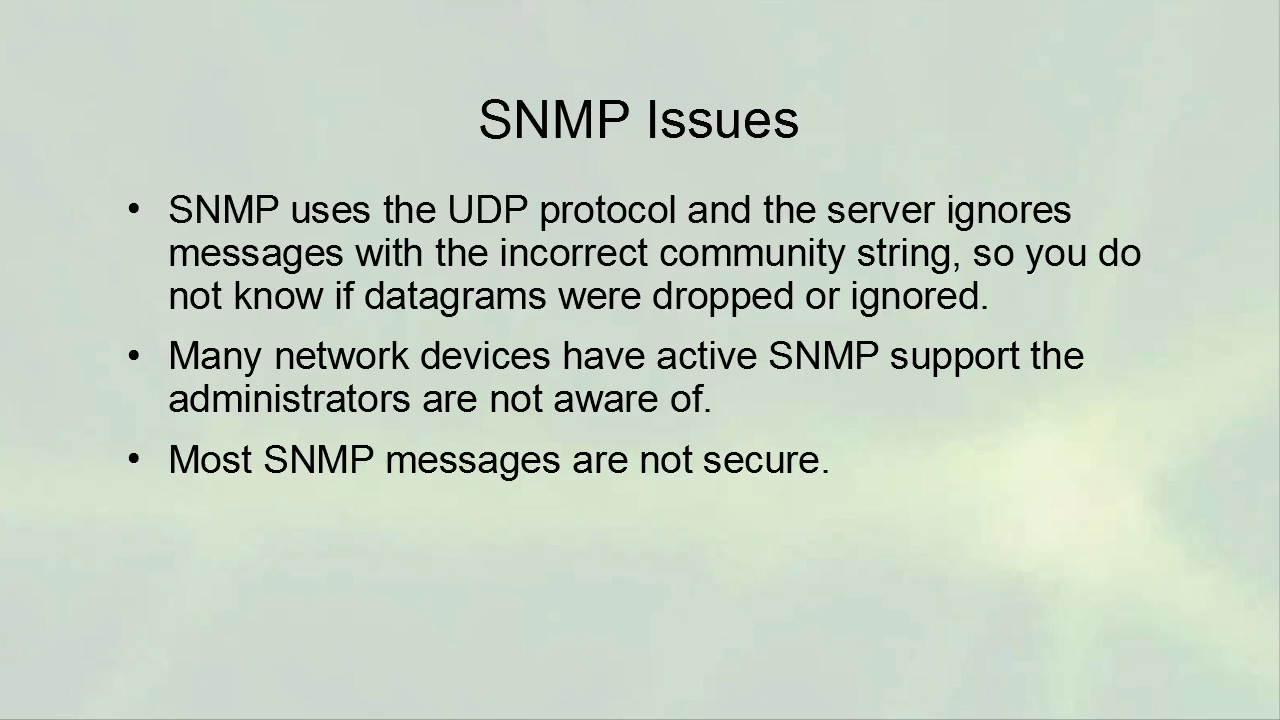 SNMP Issues
• SNMP uses the UDP protocol and the server ignores
messages with the incorrect community string, so you do
not know if datagrams were dropped or ignored.
• Many network devices have active SNMP support the
administrators are not aware of.
• Most SNMP messages are not secure.